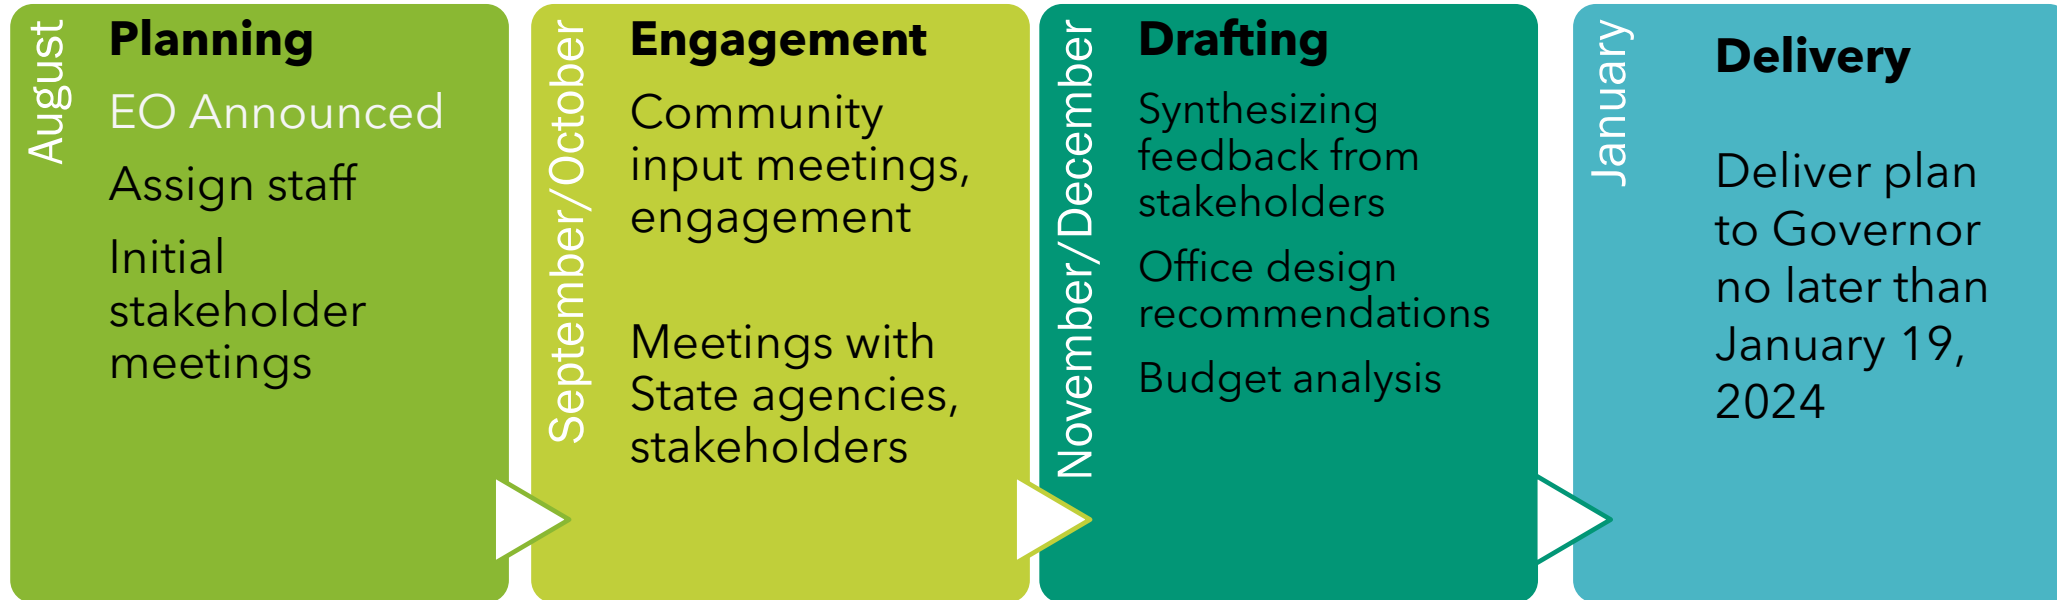 August
Planning
EO Announced
Assign staff
Initial
stakeholder
meetings
September/October
Engagement
Community
input meetings,
engagement
Meetings with
State agencies,
stakeholders
November/December
Drafting
Synthesizing
feedback from
stakeholders
Office design
recommendations
Budget analysis
January
Delivery
Deliver plan
to Governor
no later than
January 19,
2024